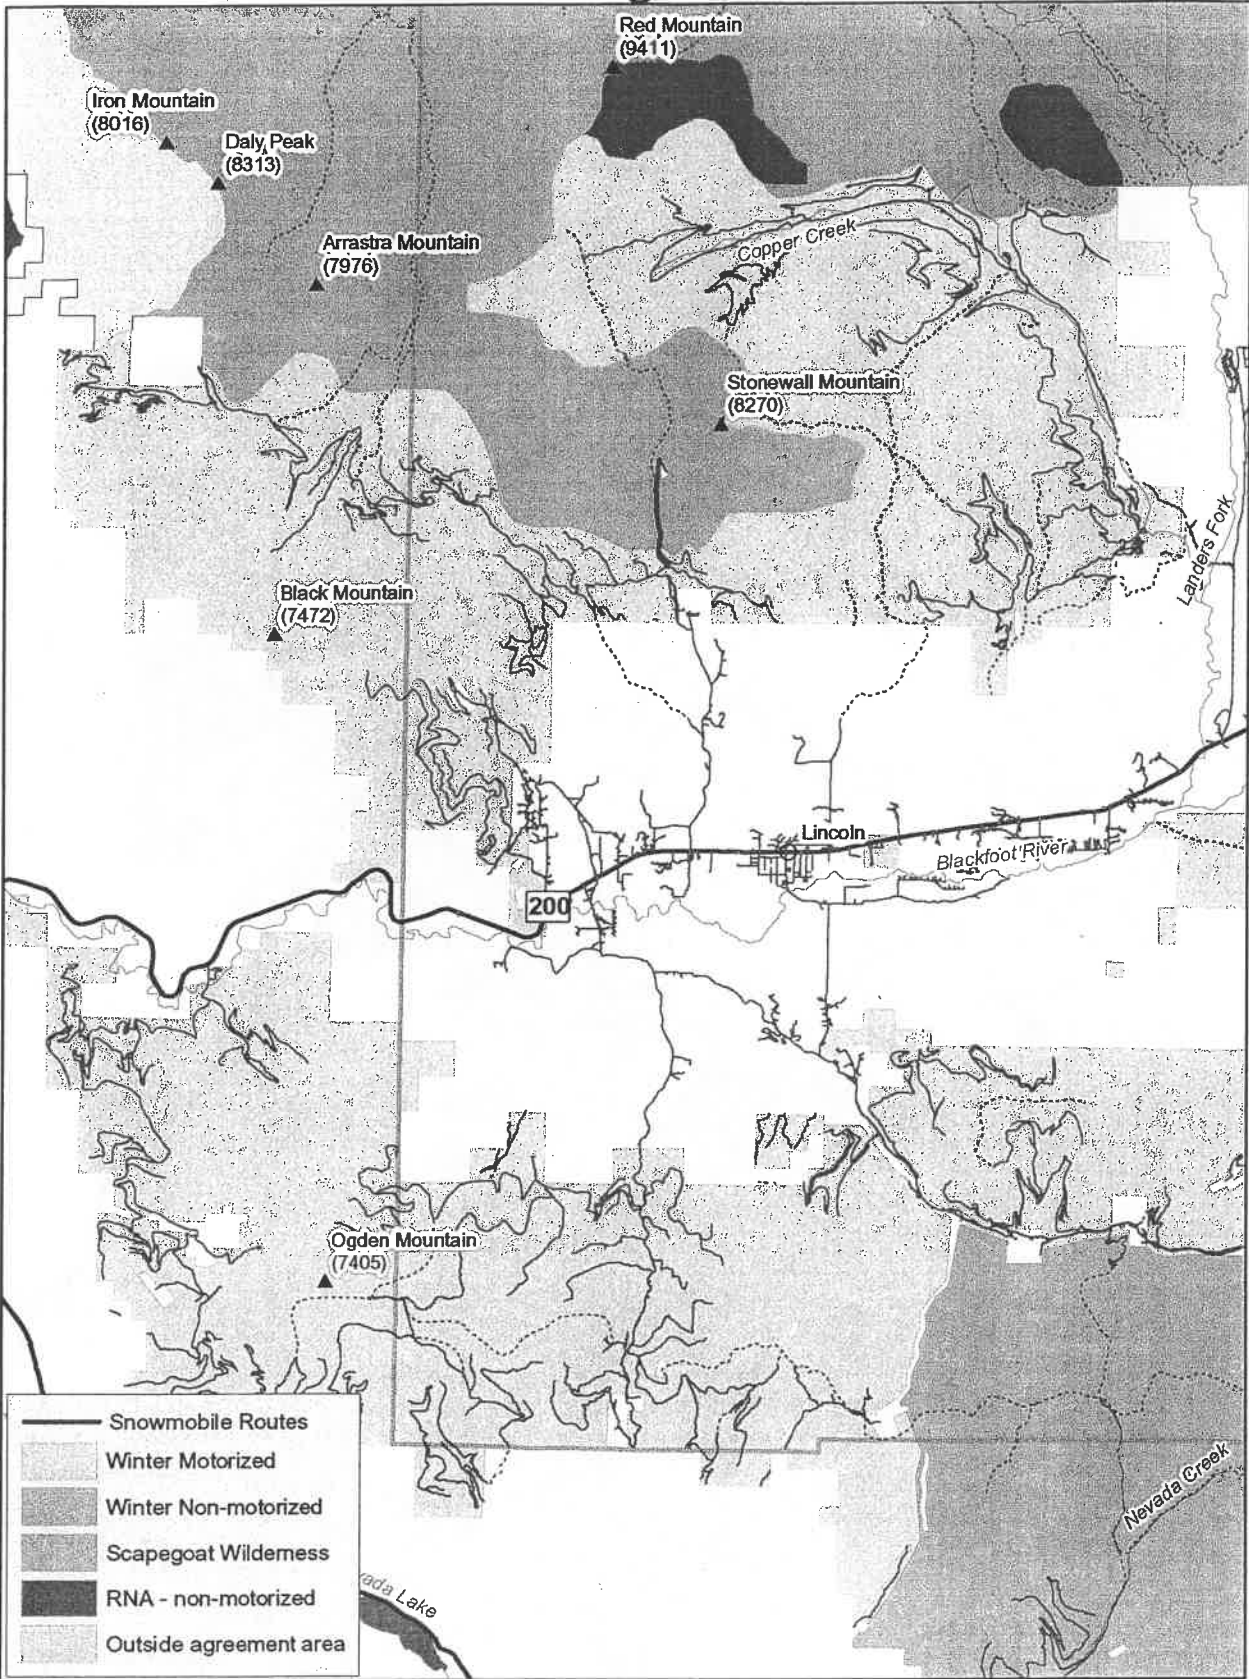 Red Mountain
(9411)
Iron Mountain
(8016)
Daly Peak
(8313)
Arrastra Mountain
(7976)
Copper Creek
Stonewall Mountain
(8270)
Landers Fork
Black Mountain
(7472)
Lincoln
Blackfoot River
200
Ogden Mountain
(7405)
Nevada Creek
Snowmobile Routes
Winter Motorized
Winter Non-motorized
Scapegoat Wilderness
RNA - non-motorized
Outside agreement area
vada Lake